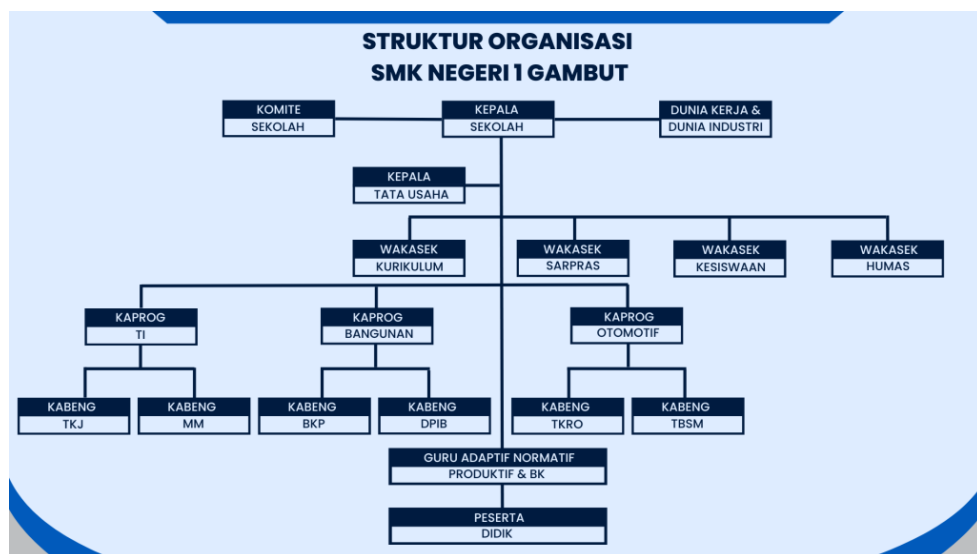 STRUKTUR ORGANISASI
SMK NEGERI 1 GAMBUT
KOMITE
SEKOLAH
KEPALA
SEKOLAH
DUNIA KERJA &
DUNIA INDUSTRI
KEPALA
TATA USAHA
WAKASEK
KURIKULUM
WAKASEK
SARPRAS
WAKASEK
KESISWAAN
WAKASEK
HUMAS
KAPROG
TI
KAPROG
BANGUNAN
KAPROG
OTOMOTIF
KABENG
TKJ
KABENG
MM
KABENG
BKP
KABENG
DPIB
KABENG
TKRO
KABENG
TBSM
GURU ADAPTIF NORMATIF
PRODUKTIF & BK
PESERTA
DIDIK